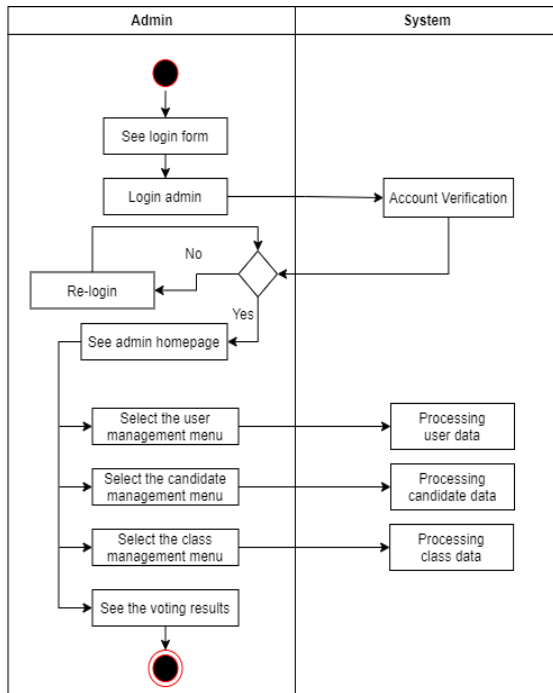 Admin
System
See login form
Login admin
Account Verification
No
Re-login
Yes
See admin homepage
Select the user
management menu
Processing
user data
Select the candidate
management menu
Processing
candidate data
Select the class
management menu
Processing
class data
See the voting results